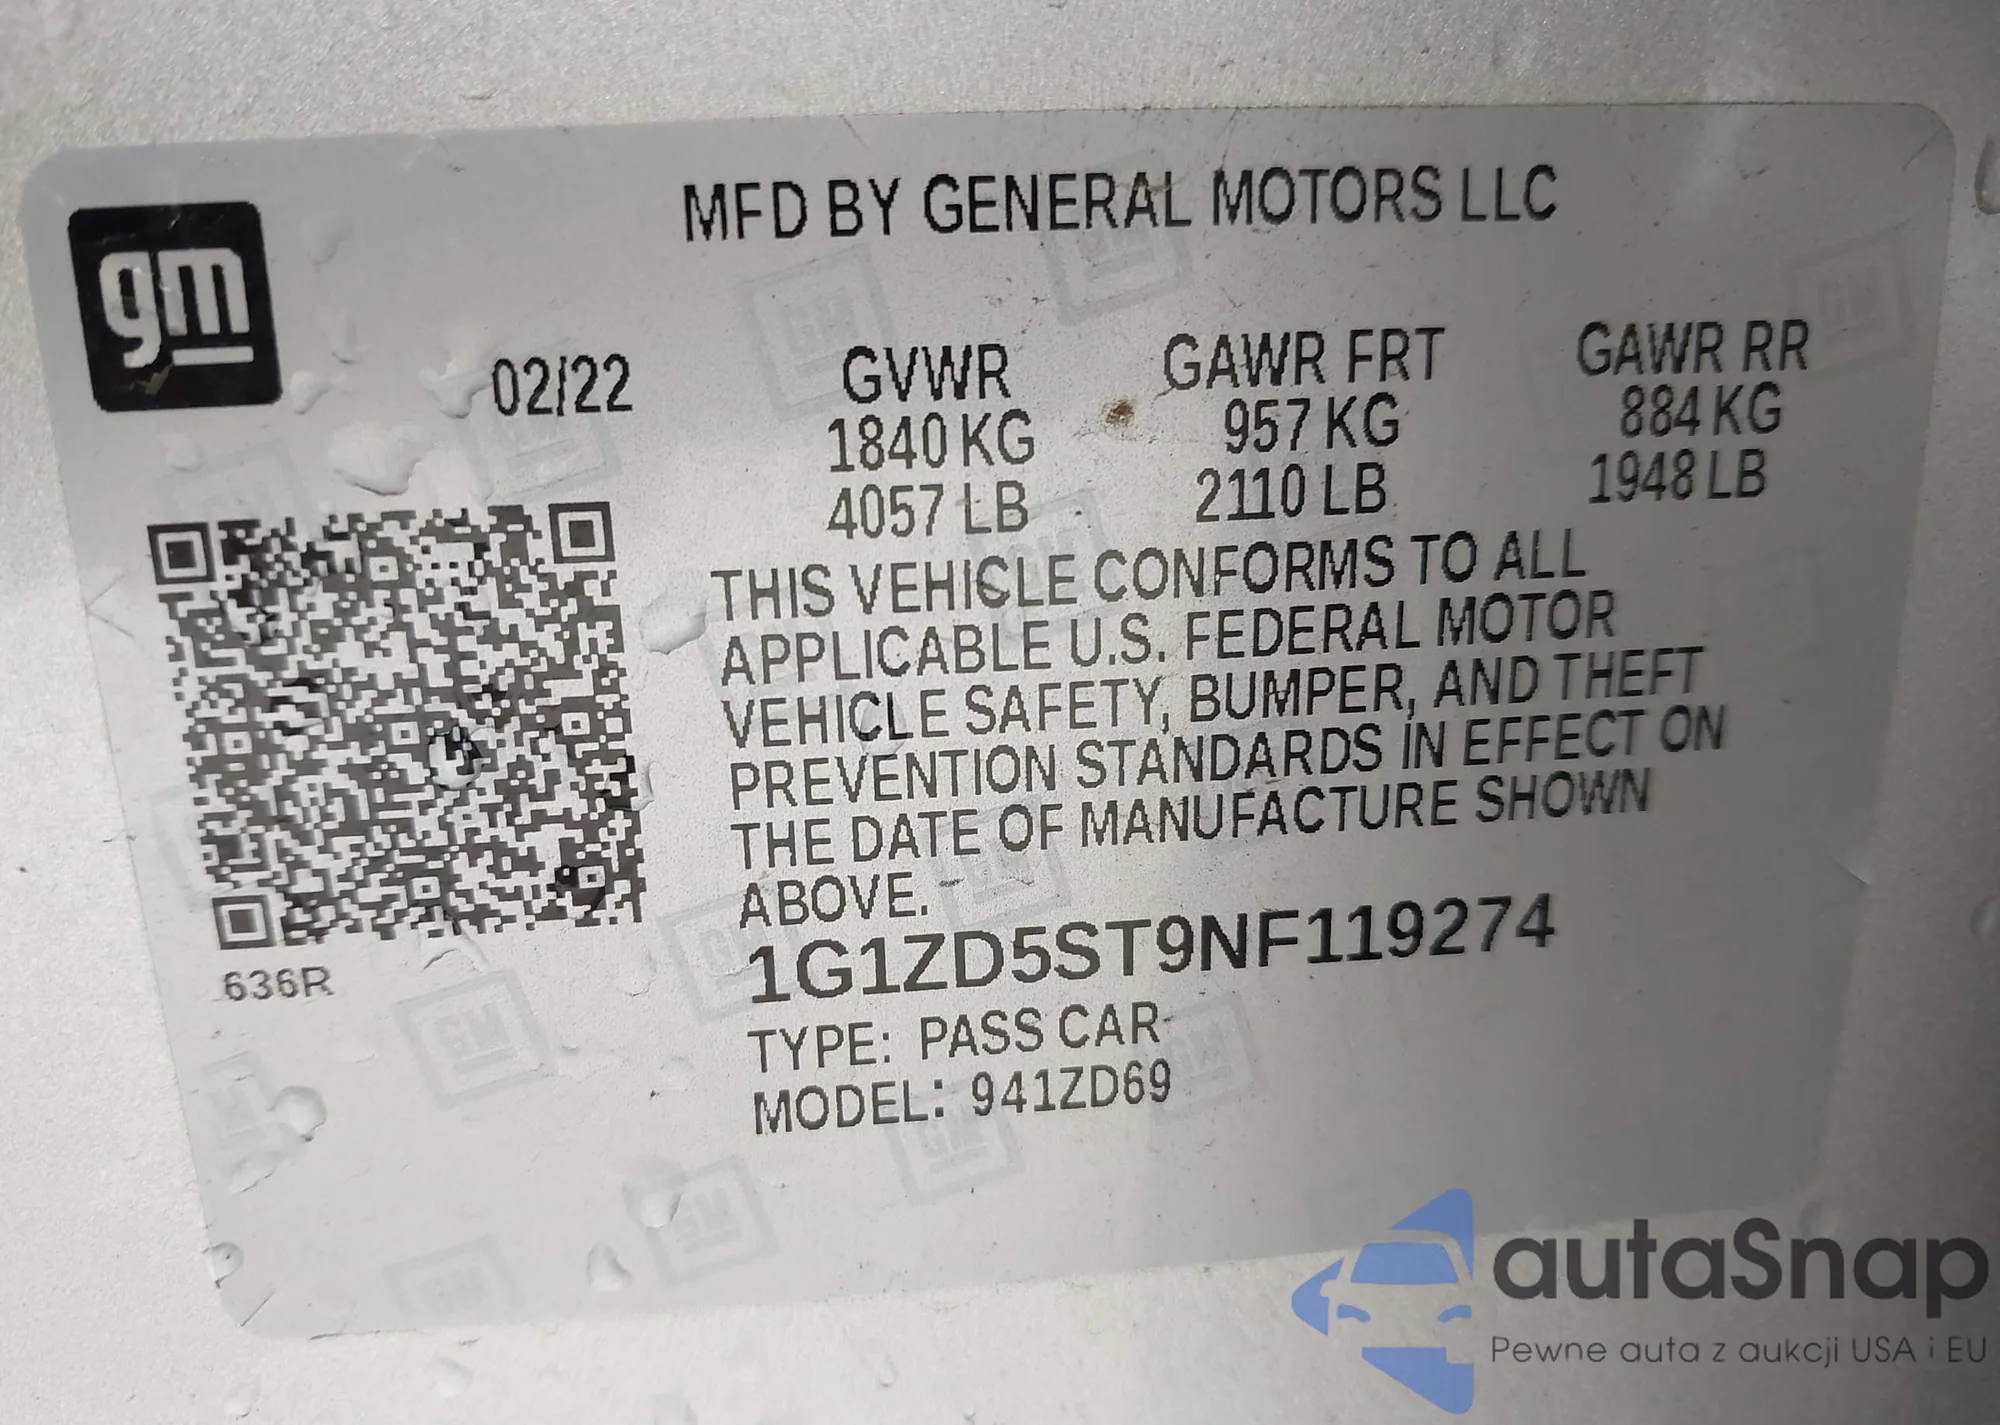 gm
MFD BY GENERAL MOTORS LLC
02/22
GVWR
1840 KG
4057 LB
GAWR FRT
957 KG
2110 LB
GAWR RR
884 KG
1948 LB
THIS VEHICLE CONFORMS TO ALL
APPLICABLE U.S. FEDERAL MOTOR
VEHICLE SAFETY, BUMPER, AND THEFT
PREVENTION STANDARDS IN EFFECT ON
THE DATE OF MANUFACTURE SHOWN
ABOVE.
1G1ZD5ST9NF119274
TYPE: PASS CAR
MODEL: 941ZD69
636R
autaSnap
Pewne auta z aukcji USA i EU